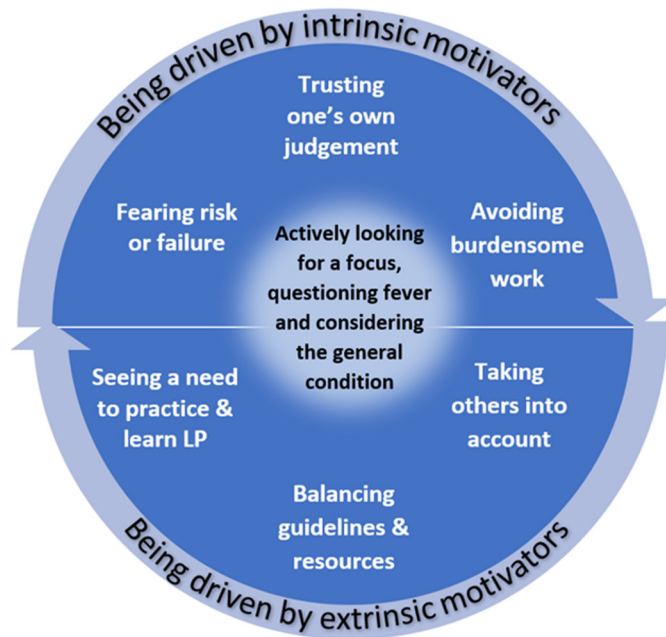 Being driven by intrinsic motivators
Trusting
one's own
judgement
Fearing risk
or failure
Avoiding
burdensome
work
Actively looking
for a focus,
questioning fever
and considering
the general
condition
Seeing a need
to practice &
learn LP
Taking
others into
account
Balancing
guidelines &
resources
Being driven by extrinsic motivators